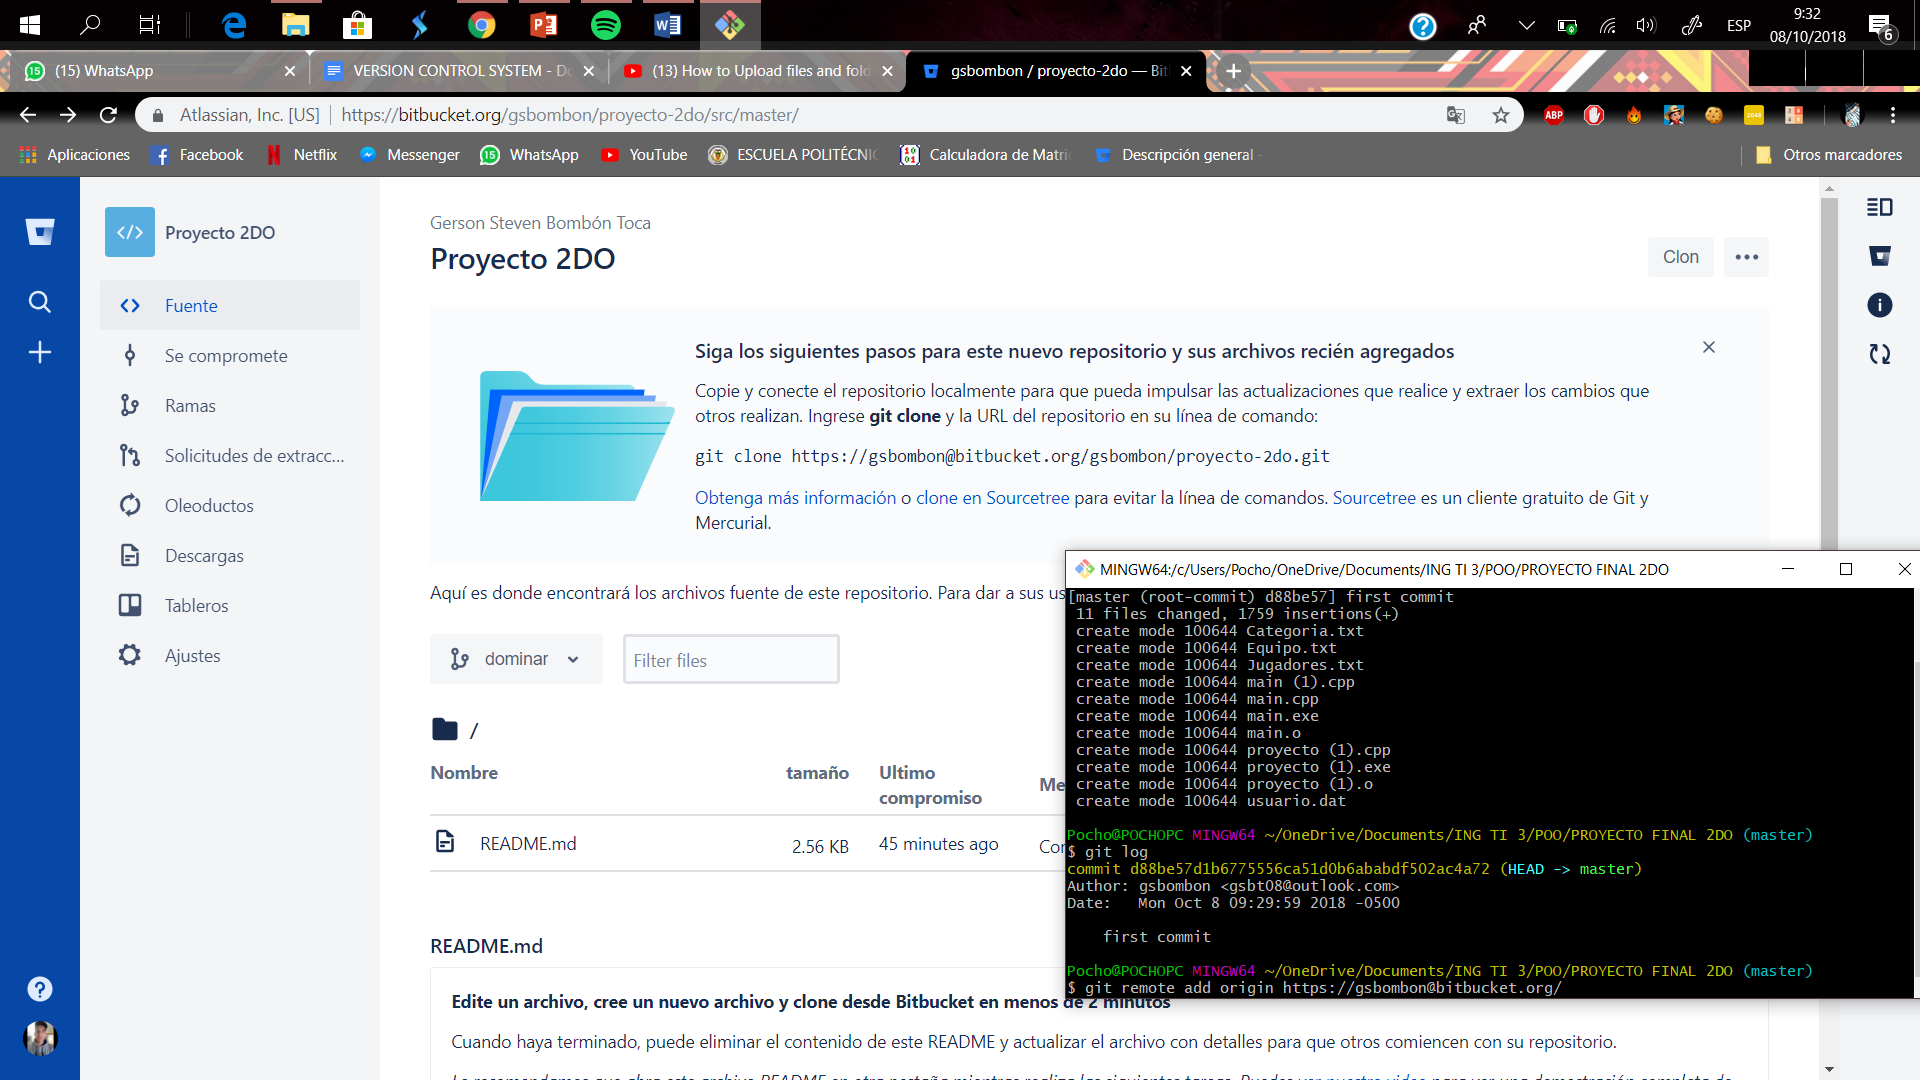 ESP
9:32
08/10/2018
6
(15) WhatsApp
VERSION CONTROL SYSTEM - Do
(13) How to Upload files and fold
gsbombon / proyecto-2do — Bit
Atlassian, Inc. [US]
https://bitbucket.org/gsbombon/proyecto-2do/src/master/
Aplicaciones
Facebook
Netflix
Messenger
WhatsApp
YouTube
ESCUELA POLITÉCNIC
Calculadora de Matri
Descripción general -
Otros marcadores
Proyecto 2DO
Fuente
Se compromete
Ramas
Solicitudes de extracc...
Oleoductos
Descargas
Tableros
Ajustes
Gerson Steven Bombón Toca
Proyecto 2DO
Clon
Siga los siguientes pasos para este nuevo repositorio y sus archivos recién agregados
Copie y conecte el repositorio localmente para que pueda impulsar las actualizaciones que realice y extraer los cambios que
otros realizan. Ingrese git clone y la URL del repositorio en su línea de comando:
git clone https://gsbombon@bitbucket.org/gsbombon/proyecto-2do.git
Obtenga más información o clone en Sourcetree para evitar la línea de comandos. Sourcetree es un cliente gratuito de Git y
Mercurial.
Aquí es donde encontrará los archivos fuente de este repositorio. Para dar a sus us
dominar
Filter files
/
Nombre
tamaño
Ultimo
compromiso
Me
README.md
2.56 KB
45 minutes ago
Cor
README.md
Edite un archivo, cree un nuevo archivo y clone desde Bitbucket en menos de 2 minutos
Cuando haya terminado, puede eliminar el contenido de este README y actualizar el archivo con detalles para que otros comiencen con su repositorio.
MINGW64:/c/Users/Pocho/OneDrive/Documents/ING TI 3/POO/PROYECTO FINAL 2DO
[master (root-commit) d88be57] first commit
11 files changed, 1759 insertions(+)
create mode 100644 Categoria.txt
create mode 100644 Equipo.txt
create mode 100644 Jugadores.txt
create mode 100644 main (1).cpp
create mode 100644 main.cpp
create mode 100644 main.exe
create mode 100644 main.o
create mode 100644 proyecto (1).cpp
create mode 100644 proyecto (1).exe
create mode 100644 proyecto (1).o
create mode 100644 usuario.dat
Pocho@POCHOPC MINGW64 ~/OneDrive/Documents/ING TI 3/POO/PROYECTO FINAL 2DO (master)
$ git log
commit d88be57d1b6775556ca51d0b6ababdf502ac4a72 (HEAD -> master)
Author: gsbombon <gsbt08@outlook.com>
Date: Mon Oct 8 09:29:59 2018 -0500
first commit
Pocho@POCHOPC MINGW64 ~/OneDrive/Documents/ING TI 3/POO/PROYECTO FINAL 2DO (master)
$ git remote add origin https://gsbombon@bitbucket.org/